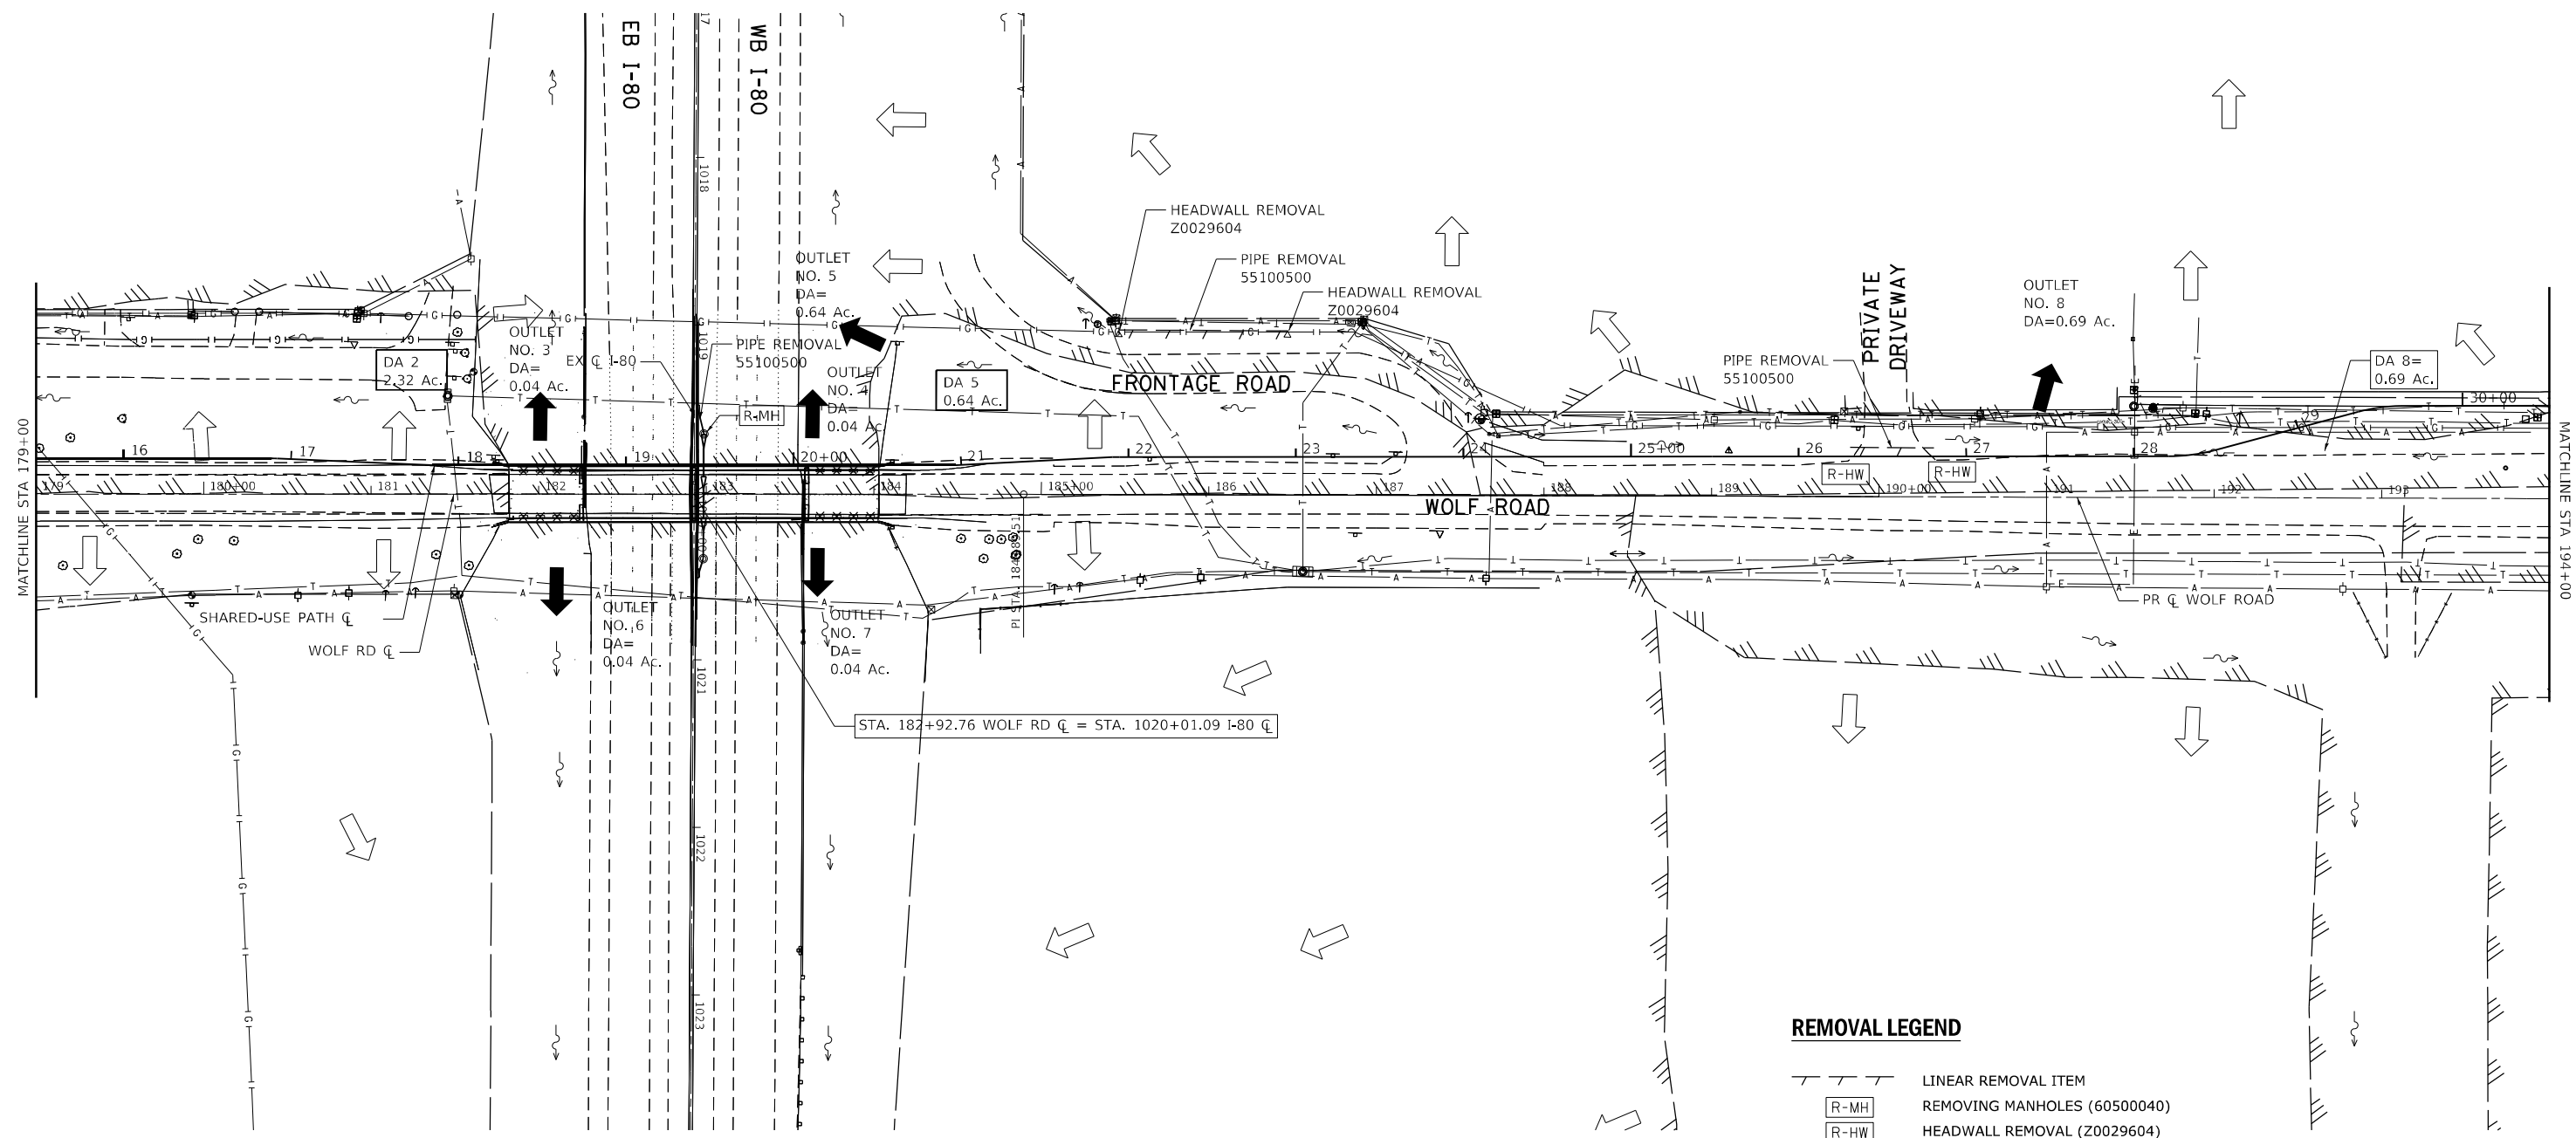 EB I-80
WB I-80
17
1018
HEADWALL REMOVAL
Z0029604
PIPE REMOVAL
55100500
HEADWALL REMOVAL
Z0029604
OUTLET
NO. 5
DA=
0.64 Ac.
OUTLET
NO. 3
DA=
0.04 Ac.
EX ℄ I-80
1019
PIPE REMOVAL
55100500
OUTLET
NO. 4
DA=
0.04 Ac.
R-MH
DA 2
2.32 Ac.
DA 5
0.64 Ac.
FRONTAGE ROAD
PRIVATE
DRIVEWAY
PIPE REMOVAL
55100500
OUTLET
NO. 8
DA=0.69 Ac.
DA 8=
0.69 Ac.
MATCHLINE STA 179+00
MATCHLINE STA 194+00
16
17
18
19
20+00
21
22
23
24
25+00
26
27
28
29
30+00
R-HW
R-HW
179
180+00
181
182
183
184
185+00
186
187
188
189
190+00
191
192
193
WOLF ROAD
SHARED-USE PATH ℄
WOLF RD ℄
OUTLET
NO. 6
DA=
0.04 Ac.
OUTLET
NO. 7
DA=
0.04 Ac.
PR ℄ WOLF ROAD
1021
STA. 182+92.76 WOLF RD ℄ = STA. 1020+01.09 I-80 ℄
1022
1023
REMOVAL LEGEND
LINEAR REMOVAL ITEM
R-MH REMOVING MANHOLES (60500040)
R-HW HEADWALL REMOVAL (Z0029604)